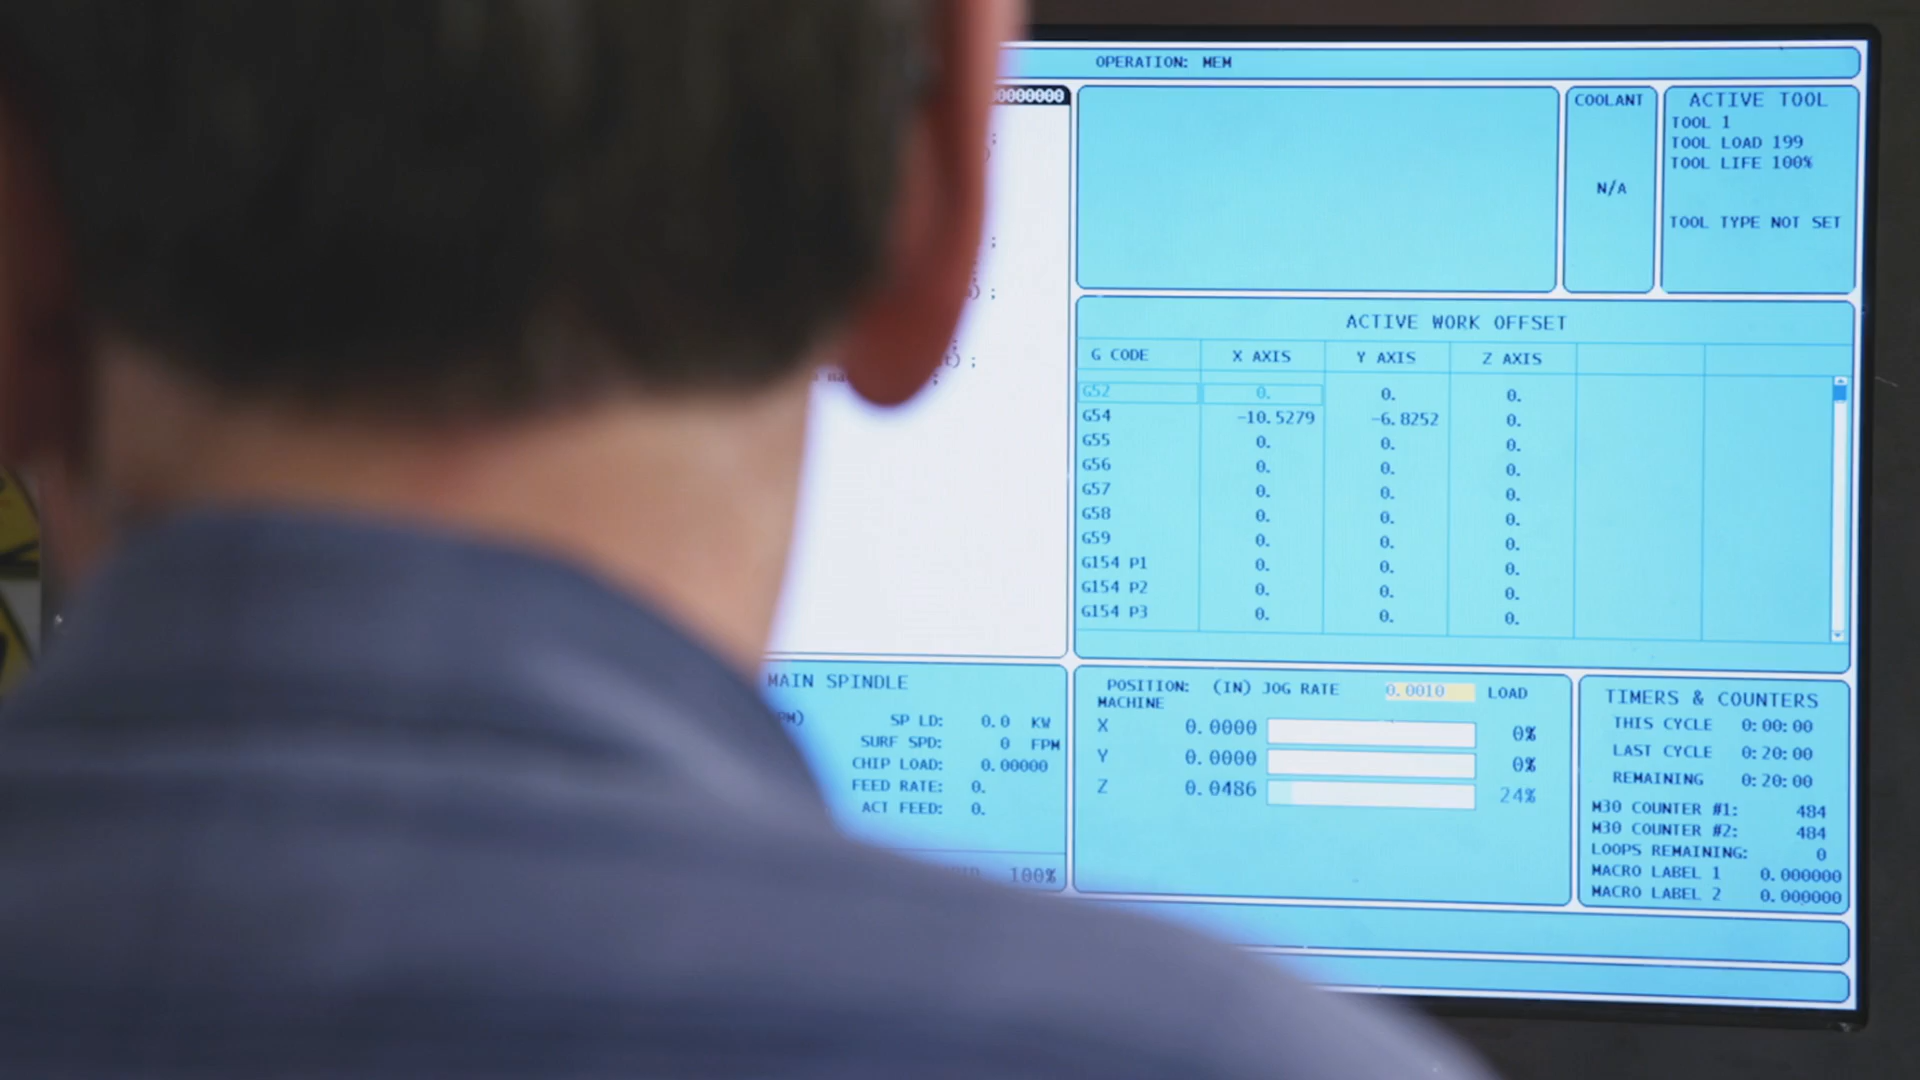 OPERATION: MEM
0000000
;
;
) ;
) ;
;
COOLANT
N/A
ACTIVE TOOL
TOOL 1
TOOL LOAD 199
TOOL LIFE 100%
TOOL TYPE NOT SET
ACTIVE WORK OFFSET
G CODE X AXIS Y AXIS Z AXIS
G52 0. 0. 0.
G54 -10.5279 -6.8252 0.
G55 0. 0. 0.
G56 0. 0. 0.
G57 0. 0. 0.
G58 0. 0. 0.
G59 0. 0. 0.
G154 P1 0. 0. 0.
G154 P2 0. 0. 0.
G154 P3 0. 0. 0.
MAIN SPINDLE
SP LD: 0.0 KW
SURF SPD: 0 FPM
CHIP LOAD: 0.00000
FEED RATE: 0.
ACT FEED: 0.
100%
POSITION: (IN) JOG RATE 0.0010 LOAD
MACHINE
X 0.0000 0%
Y 0.0000 0%
Z 0.0486 24%
TIMERS & COUNTERS
THIS CYCLE 0:00:00
LAST CYCLE 0:20:00
REMAINING 0:20:00
M30 COUNTER #1: 484
M30 COUNTER #2: 484
LOOPS REMAINING: 0
MACRO LABEL 1 0.000000
MACRO LABEL 2 0.000000